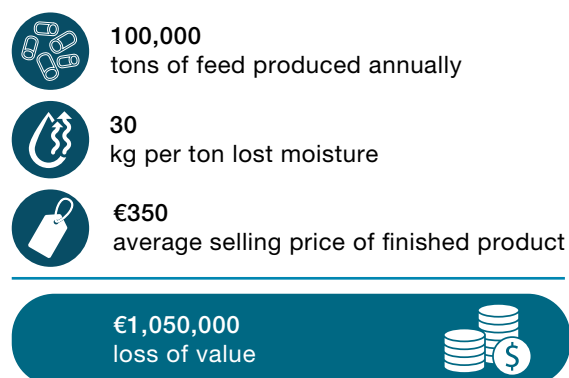 100,000
tons of feed produced annually
30
kg per ton lost moisture
€350
average selling price of finished product
€1,050,000
loss of value
$